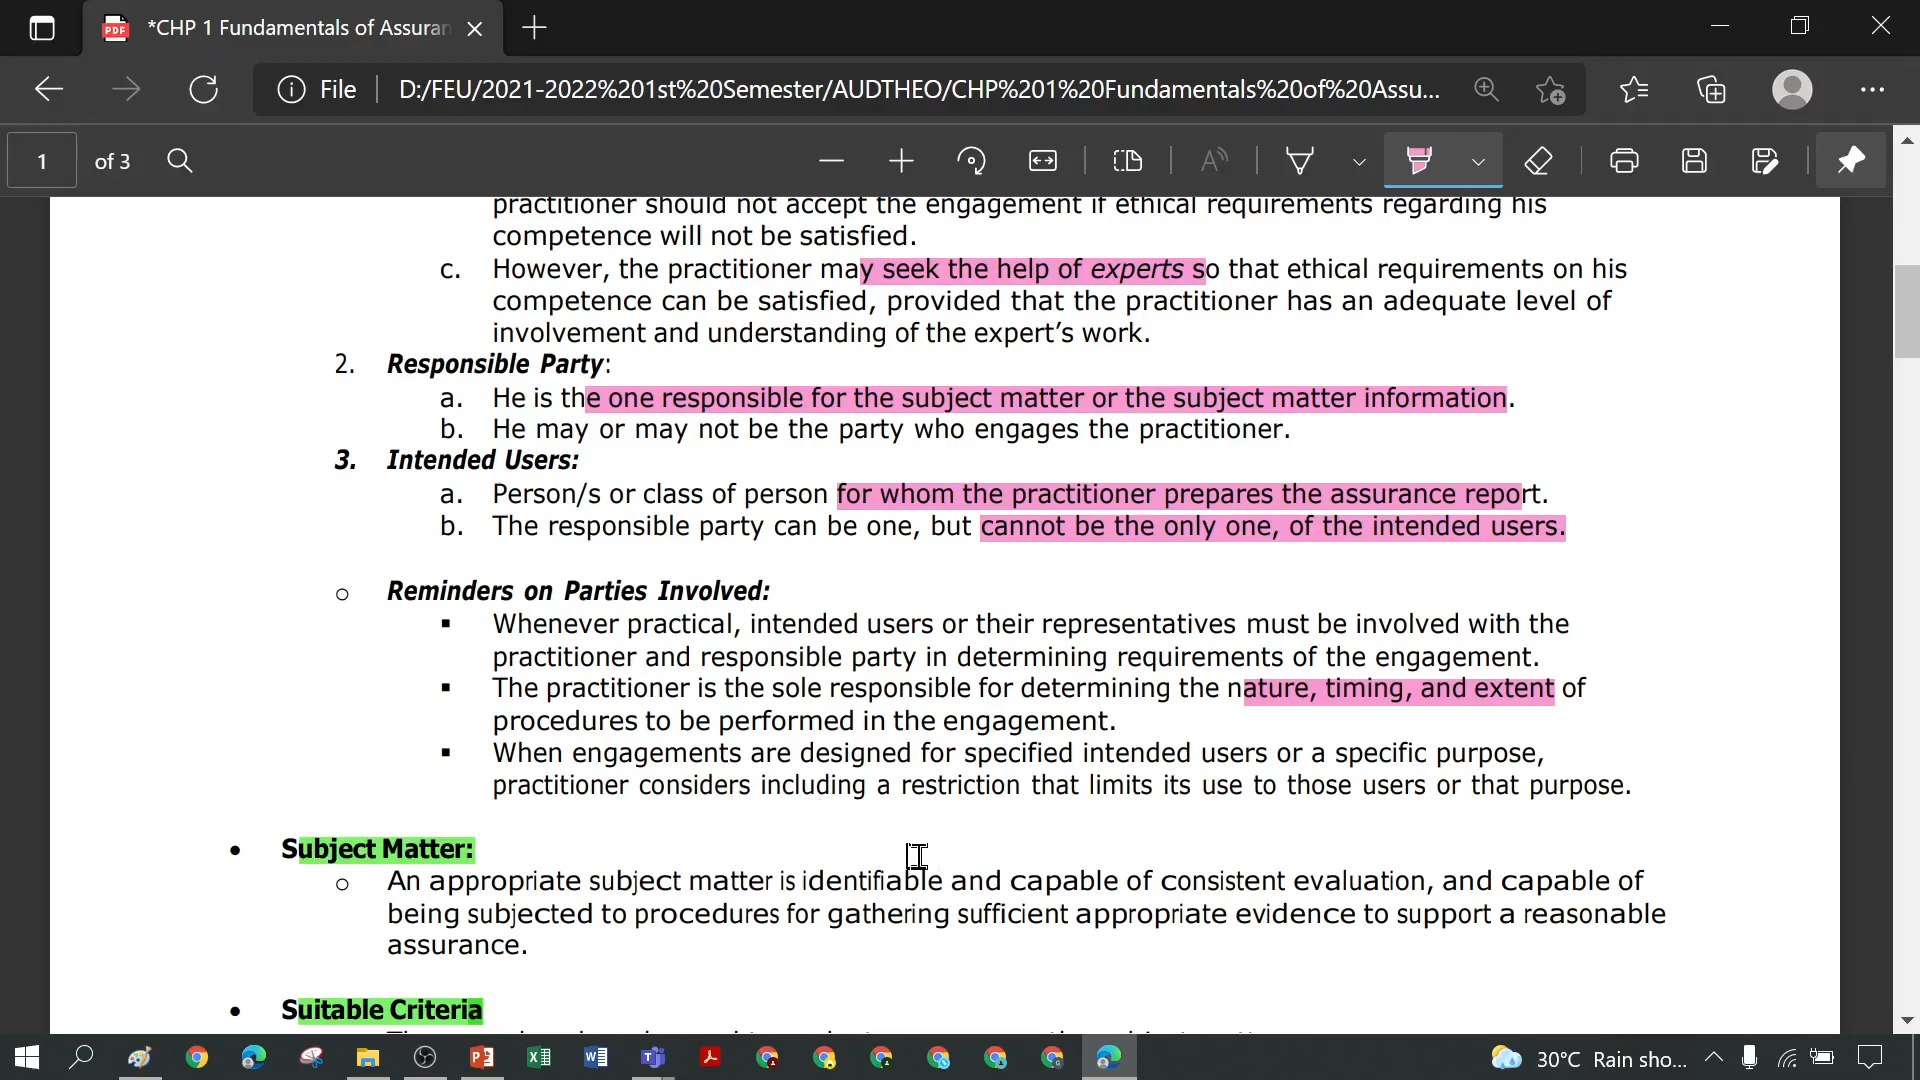 *CHP 1 Fundamentals of Assuran
File
D:/FEU/2021-2022%201st%20Semester/AUDTHEO/CHP%201%20Fundamentals%20of%20Assu...
1 of 3
practitioner should not accept the engagement if ethical requirements regarding his
competence will not be satisfied.
c. However, the practitioner may seek the help of experts so that ethical requirements on his
competence can be satisfied, provided that the practitioner has an adequate level of
involvement and understanding of the expert’s work.
2. Responsible Party:
a. He is the one responsible for the subject matter or the subject matter information.
b. He may or may not be the party who engages the practitioner.
3. Intended Users:
a. Person/s or class of person for whom the practitioner prepares the assurance report.
b. The responsible party can be one, but cannot be the only one, of the intended users.
o Reminders on Parties Involved:
▪ Whenever practical, intended users or their representatives must be involved with the
practitioner and responsible party in determining requirements of the engagement.
▪ The practitioner is the sole responsible for determining the nature, timing, and extent of
procedures to be performed in the engagement.
▪ When engagements are designed for specified intended users or a specific purpose,
practitioner considers including a restriction that limits its use to those users or that purpose.
• Subject Matter:
o An appropriate subject matter is identifiable and capable of consistent evaluation, and capable of
being subjected to procedures for gathering sufficient appropriate evidence to support a reasonable
assurance.
• Suitable Criteria
30°C Rain sho...